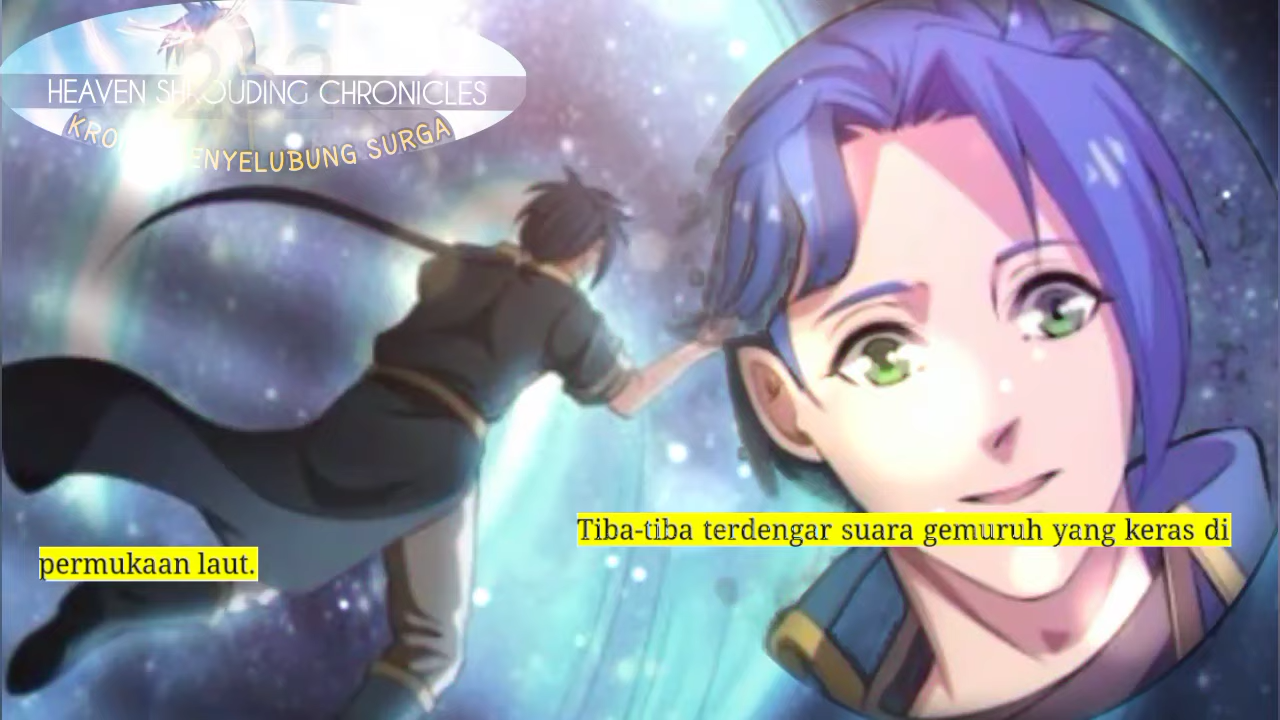 HEAVEN SHROUDING CHRONICLES
ENYELUBUNG SURGA
Tiba-tiba terdengar suara gemuruh yang keras di
permukaan laut.